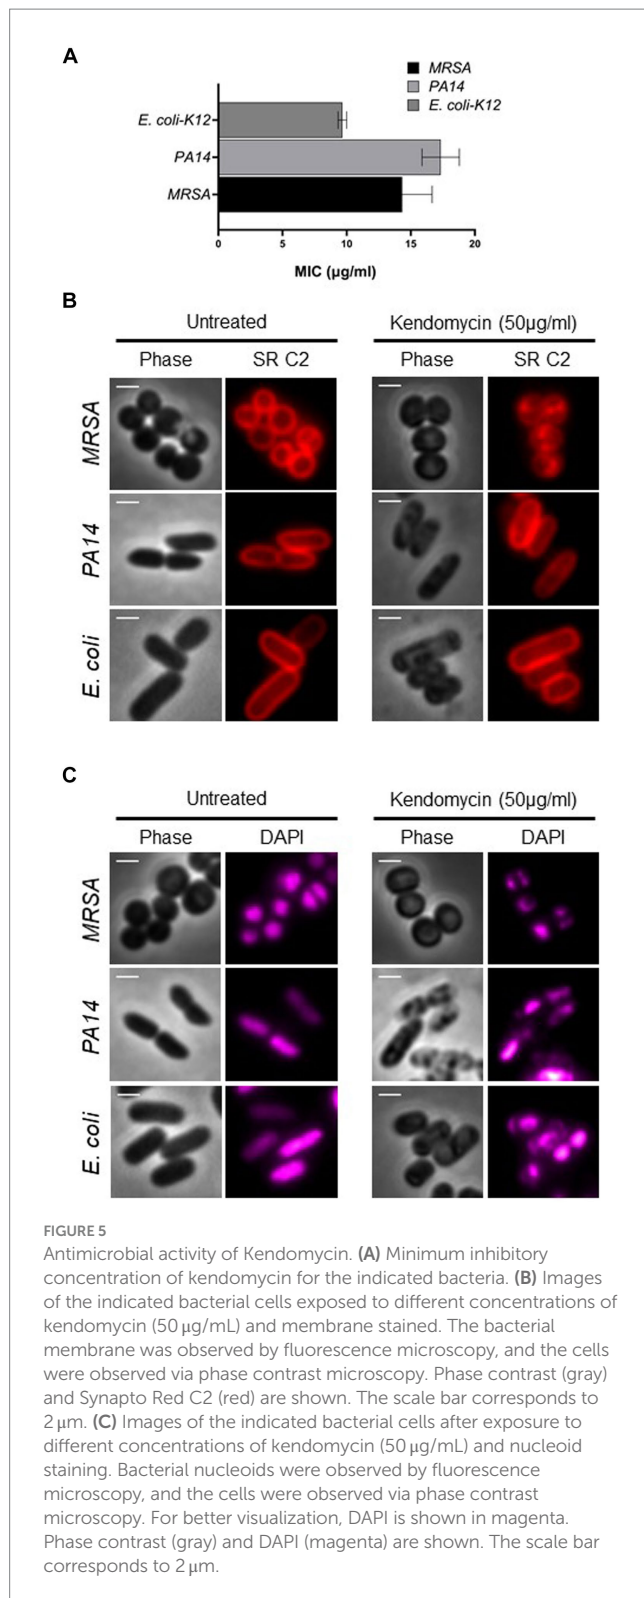 A
MRSA
PA14
E. coli-K12
E. coli-K12
PA14
MRSA
0 5 10 15 20
MIC (µg/ml)
B
Untreated Kendomycin (50µg/ml)
Phase SR C2 Phase SR C2
MRSA
PA14
E. coli
C
Untreated Kendomycin (50µg/ml)
Phase DAPI Phase DAPI
MRSA
PA14
E. coli
FIGURE 5
Antimicrobial activity of Kendomycin. (A) Minimum inhibitory
concentration of kendomycin for the indicated bacteria. (B) Images
of the indicated bacterial cells exposed to different concentrations of
kendomycin (50 µg/mL) and membrane stained. The bacterial
membrane was observed by fluorescence microscopy, and the cells
were observed via phase contrast microscopy. Phase contrast (gray)
and Synapto Red C2 (red) are shown. The scale bar corresponds to
2 µm. (C) Images of the indicated bacterial cells after exposure to
different concentrations of kendomycin (50 µg/mL) and nucleoid
staining. Bacterial nucleoids were observed by fluorescence
microscopy, and the cells were observed via phase contrast
microscopy. For better visualization, DAPI is shown in magenta.
Phase contrast (gray) and DAPI (magenta) are shown. The scale bar
corresponds to 2 µm.